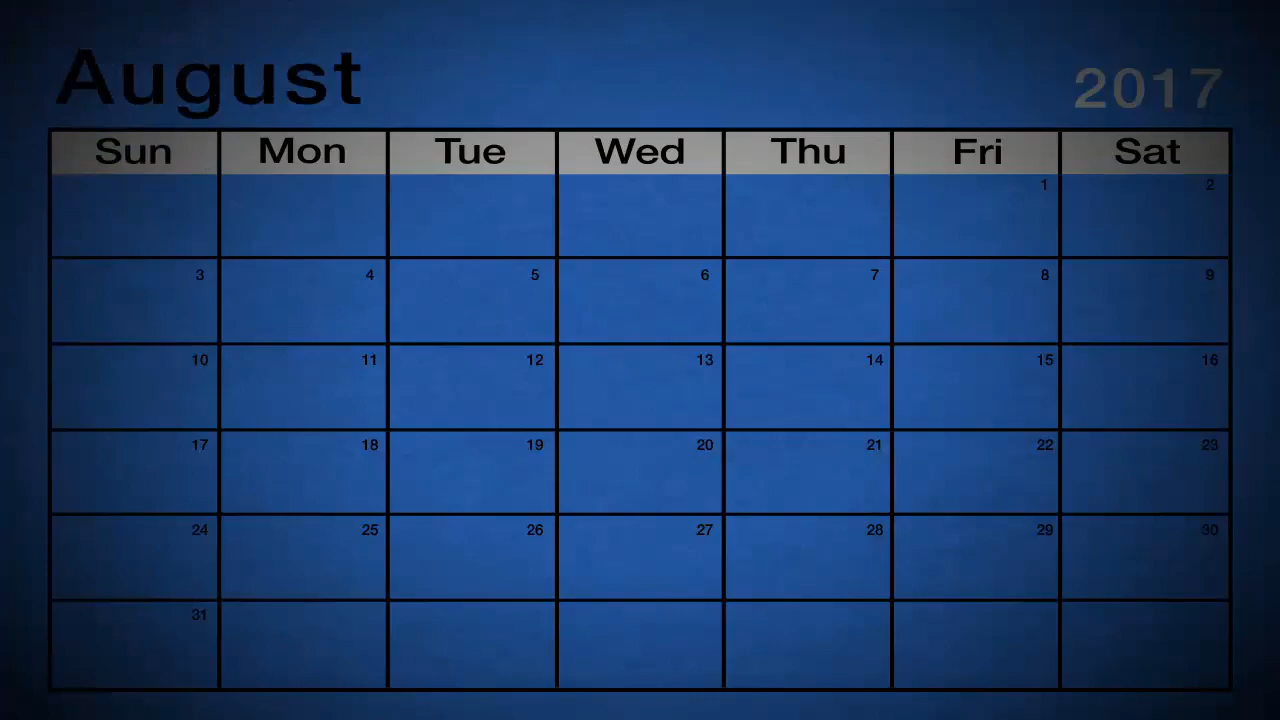 August 2017
Sun Mon Tue Wed Thu Fri Sat
1 2
3 4 5 6 7 8 9
10 11 12 13 14 15 16
17 18 19 20 21 22 23
24 25 26 27 28 29 30
31